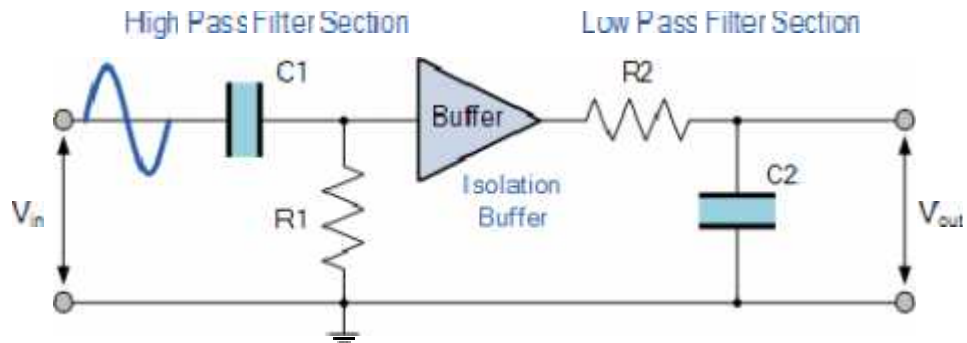 High Pass Filter Section
Low Pass Filter Section
C1
R2
Buffer
Isolation
Buffer
C2
R1
Vin
Vout